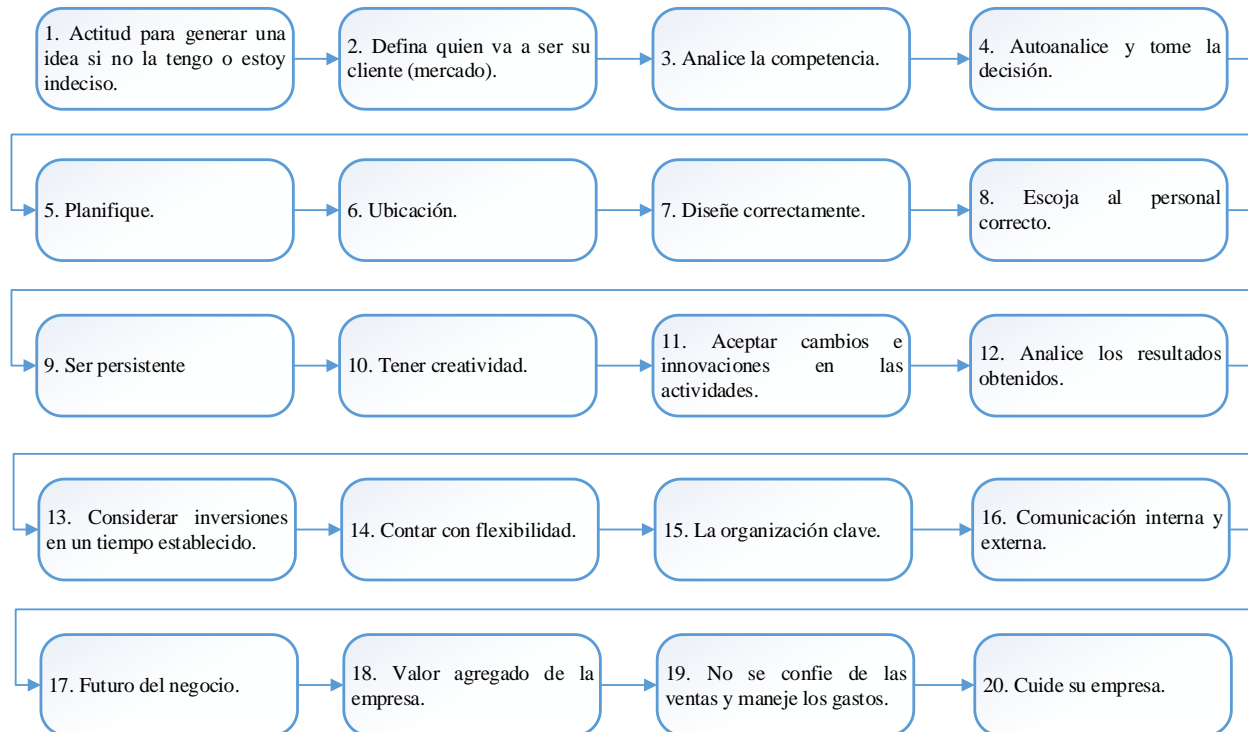 1. Actitud para generar una
idea si no la tengo o estoy
indeciso.
2. Defina quien va a ser su
cliente (mercado).
3. Analice la competencia.
4. Autoanalice y tome la
decisión.
5. Planifique.
6. Ubicación.
7. Diseñe correctamente.
8. Escoja al personal
correcto.
9. Ser persistente
10. Tener creatividad.
11. Aceptar cambios e
innovaciones en las
actividades.
12. Analice los resultados
obtenidos.
13. Considerar inversiones
en un tiempo establecido.
14. Contar con flexibilidad.
15. La organización clave.
16. Comunicación interna y
externa.
17. Futuro del negocio.
18. Valor agregado de la
empresa.
19. No se confie de las
ventas y maneje los gastos.
20. Cuide su empresa.